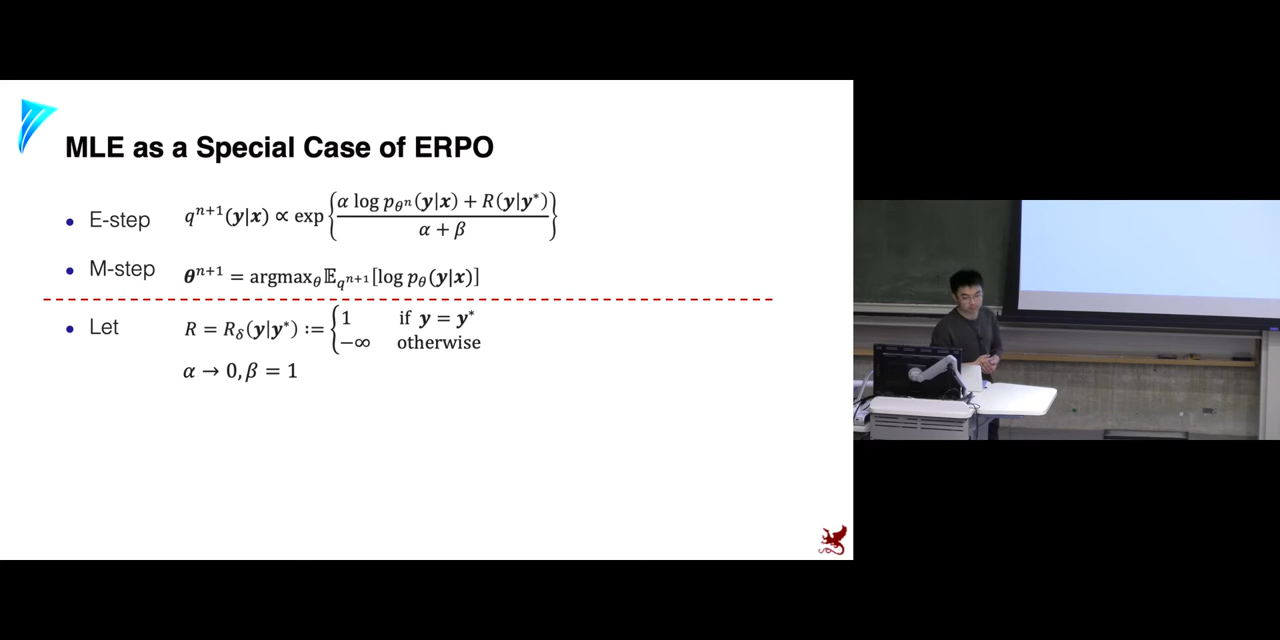 MLE as a Special Case of ERPO
• E-step q^{n+1}(y|x) ∝ exp { (α log p_{θ^n}(y|x) + R(y|y*)) / (α + β) }
• M-step θ^{n+1} = argmax_θ 𝔼_{q^{n+1}}[log p_θ(y|x)]
• Let R = R_δ(y|y*) := { 1 if y = y*
−∞ otherwise
α → 0, β = 1